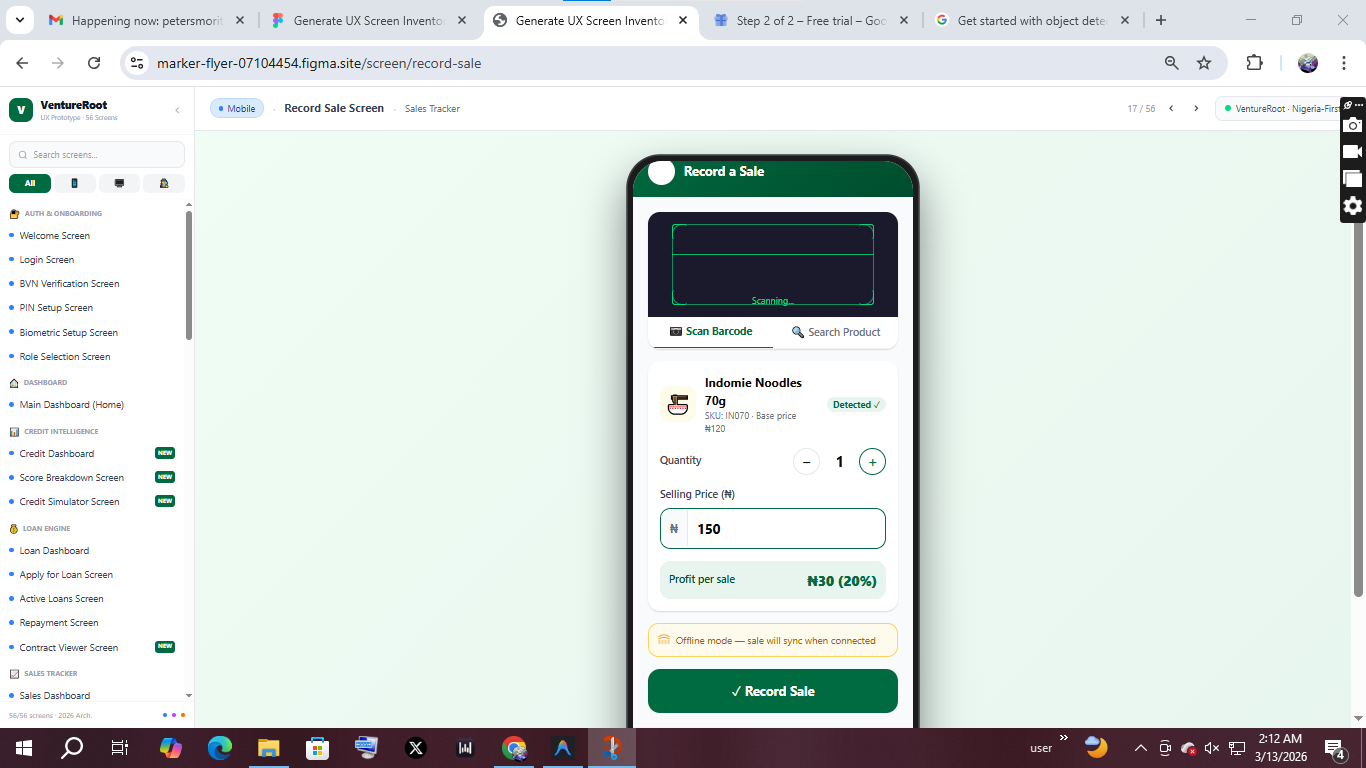 Happening now: petersmorit
Generate UX Screen Invento
Generate UX Screen Invento
Step 2 of 2 – Free trial – Goo
Get started with object dete
marker-flyer-07104454.figma.site/screen/record-sale
V
VentureRoot
UX Prototype · 56 Screens
Mobile
Record Sale Screen
Sales Tracker
17 / 56
VentureRoot · Nigeria-First
Search screens...
All
AUTH & ONBOARDING
Welcome Screen
Login Screen
BVN Verification Screen
PIN Setup Screen
Biometric Setup Screen
Role Selection Screen
DASHBOARD
Main Dashboard (Home)
CREDIT INTELLIGENCE
Credit Dashboard NEW
Score Breakdown Screen NEW
Credit Simulator Screen NEW
LOAN ENGINE
Loan Dashboard
Apply for Loan Screen
Active Loans Screen
Repayment Screen
Contract Viewer Screen NEW
SALES TRACKER
Sales Dashboard
56/56 screens · 2026 Arch.
Record a Sale
Scanning...
Scan Barcode
Search Product
Indomie Noodles
70g
SKU: IN070 · Base price
₦120
Detected ✓
Quantity
− 1 +
Selling Price (₦)
₦ 150
Profit per sale
₦30 (20%)
Offline mode — sale will sync when connected
✓ Record Sale
user
2:12 AM
3/13/2026
4